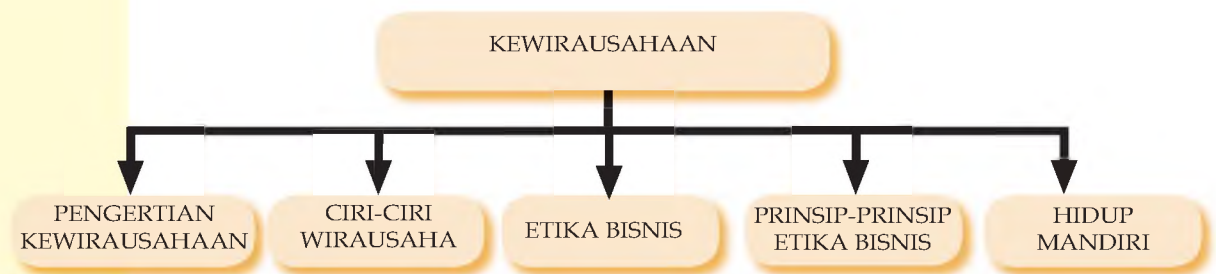 KEWIRAUSAHAAN
PENGERTIAN
KEWIRAUSAHAAN
CIRI-CIRI
WIRAUSAHA
ETIKA BISNIS
PRINSIP-PRINSIP
ETIKA BISNIS
HIDUP
MANDIRI